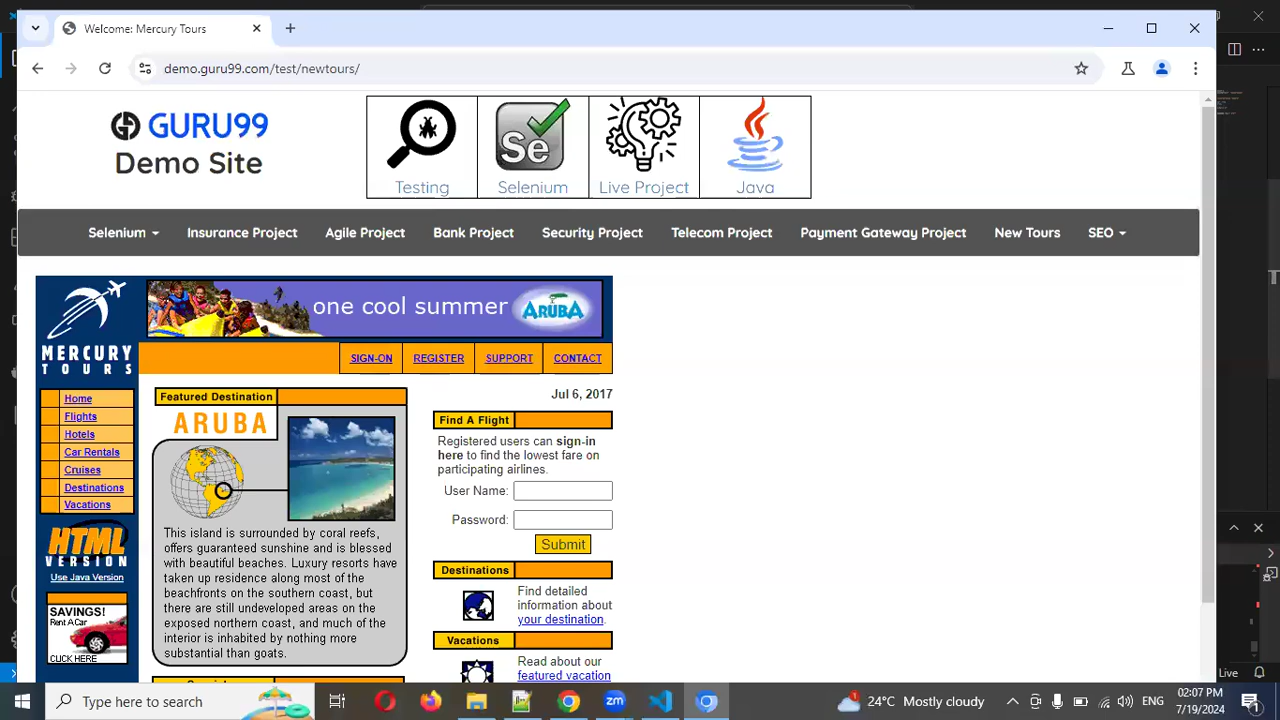 Welcome: Mercury Tours
demo.guru99.com/test/newtours/
GURU99
Demo Site
Testing
Se
Selenium
Live Project
Java
Selenium
Insurance Project
Agile Project
Bank Project
Security Project
Telecom Project
Payment Gateway Project
New Tours
SEO
MERCURY
TOURS
one cool summer
ARUBA
SIGN-ON
REGISTER
SUPPORT
CONTACT
Home
Flights
Hotels
Car Rentals
Cruises
Destinations
Vacations
HTML
VERSION
Use Java Version
SAVINGS!
Rent A Car
CLICK HERE
Featured Destination
ARUBA
This island is surrounded by coral reefs,
offers guaranteed sunshine and is blessed
with beautiful beaches. Luxury resorts have
taken up residence along most of the
beachfronts on the southern coast, but
there are still undeveloped areas on the
exposed northern coast, and much of the
interior is inhabited by nothing more
substantial than goats.
Jul 6, 2017
Find A Flight
Registered users can sign-in
here to find the lowest fare on
participating airlines.
User Name:
Password:
Submit
Destinations
Find detailed
information about
your destination.
Vacations
Read about our
featured vacation
Type here to search
24°C Mostly cloudy
ENG
02:07 PM
7/19/2024